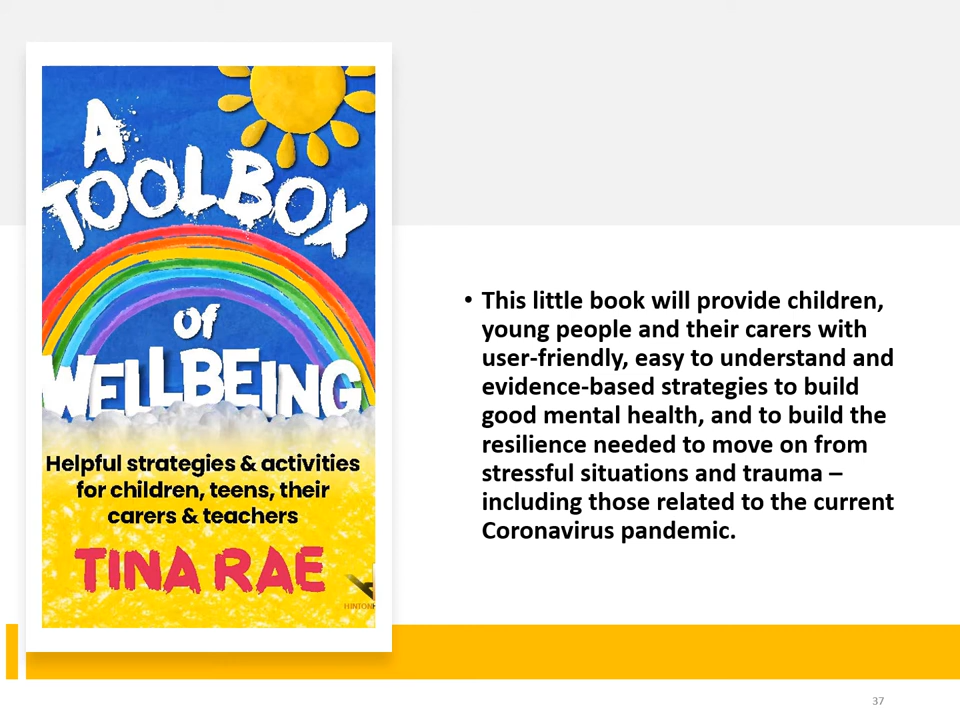 A
TOOLBOX
of
WELLBEING
Helpful strategies & activities
for children, teens, their
carers & teachers
TINA RAE
HINTON
• This little book will provide children,
young people and their carers with
user-friendly, easy to understand and
evidence-based strategies to build
good mental health, and to build the
resilience needed to move on from
stressful situations and trauma –
including those related to the current
Coronavirus pandemic.
37